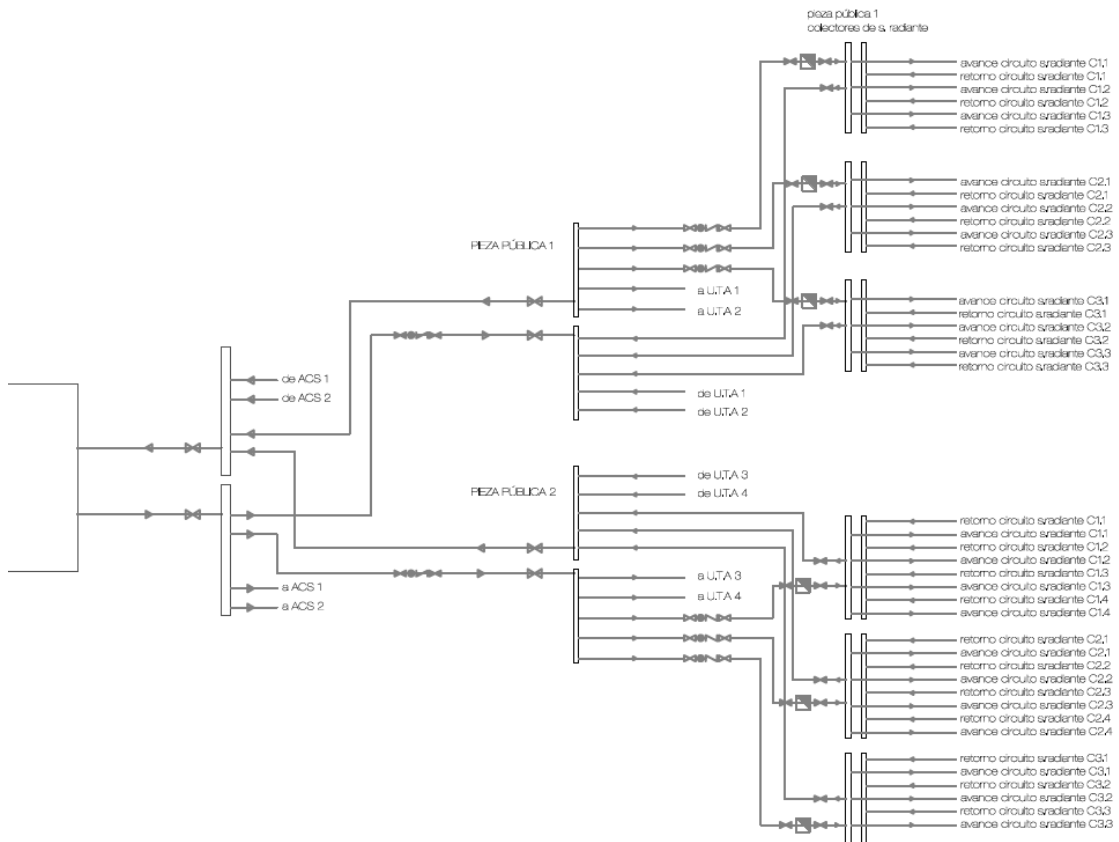 pieza pública 1
colectores de s. radiante
avance circuito s.radiante C1.1
retorno circuito s.radiante C1.1
avance circuito s.radiante C1.2
retorno circuito s.radiante C1.2
avance circuito s.radiante C1.3
retorno circuito s.radiante C1.3
avance circuito s.radiante C2.1
retorno circuito s.radiante C2.1
avance circuito s.radiante C2.2
retorno circuito s.radiante C2.2
avance circuito s.radiante C2.3
retorno circuito s.radiante C2.3
PIEZA PÚBLICA 1
a U.T.A 1
a U.T.A 2
avance circuito s.radiante C3.1
retorno circuito s.radiante C3.1
avance circuito s.radiante C3.2
retorno circuito s.radiante C3.2
avance circuito s.radiante C3.3
retorno circuito s.radiante C3.3
de ACS 1
de ACS 2
de U.T.A 1
de U.T.A 2
PIEZA PÚBLICA 2
de U.T.A 3
de U.T.A 4
a ACS 1
a ACS 2
a U.T.A 3
a U.T.A 4
retorno circuito s.radiante C1.1
avance circuito s.radiante C1.1
retorno circuito s.radiante C1.2
avance circuito s.radiante C1.2
retorno circuito s.radiante C1.3
avance circuito s.radiante C1.3
retorno circuito s.radiante C1.4
avance circuito s.radiante C1.4
retorno circuito s.radiante C2.1
avance circuito s.radiante C2.1
retorno circuito s.radiante C2.2
avance circuito s.radiante C2.2
retorno circuito s.radiante C2.3
avance circuito s.radiante C2.3
retorno circuito s.radiante C2.4
avance circuito s.radiante C2.4
retorno circuito s.radiante C3.1
avance circuito s.radiante C3.1
retorno circuito s.radiante C3.2
avance circuito s.radiante C3.2
retorno circuito s.radiante C3.3
avance circuito s.radiante C3.3